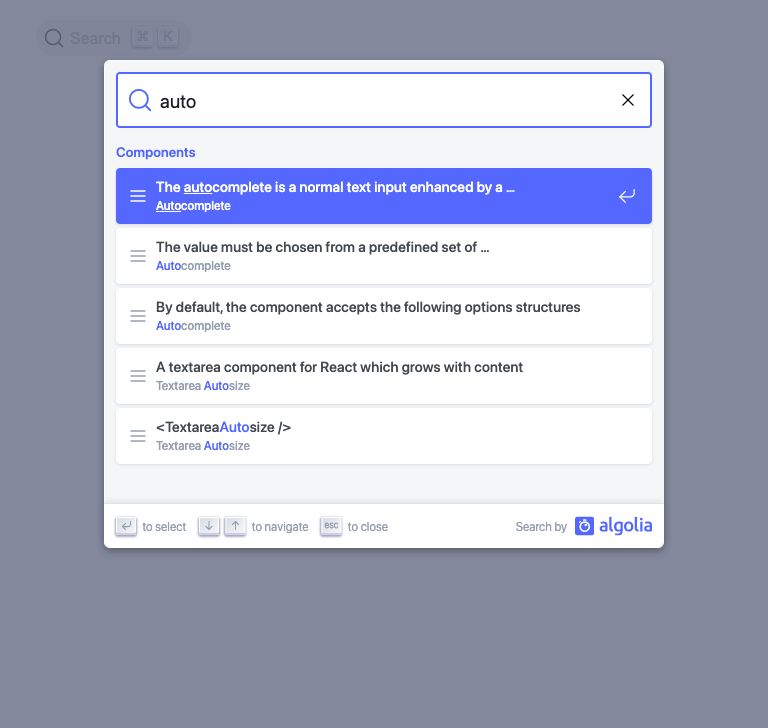 Search ⌘ K
auto
Components
The autocomplete is a normal text input enhanced by a ...
Autocomplete
The value must be chosen from a predefined set of ...
Autocomplete
By default, the component accepts the following options structures
Autocomplete
A textarea component for React which grows with content
Textarea Autosize
<TextareaAutosize />
Textarea Autosize
to select to navigate esc to close Search by algolia